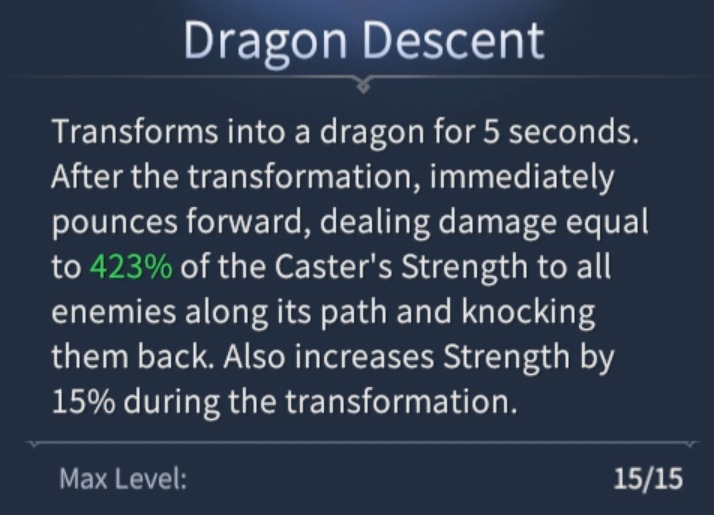 Dragon Descent
Transforms into a dragon for 5 seconds.
After the transformation, immediately
pounces forward, dealing damage equal
to 423% of the Caster's Strength to all
enemies along its path and knocking
them back. Also increases Strength by
15% during the transformation.
Max Level: 15/15